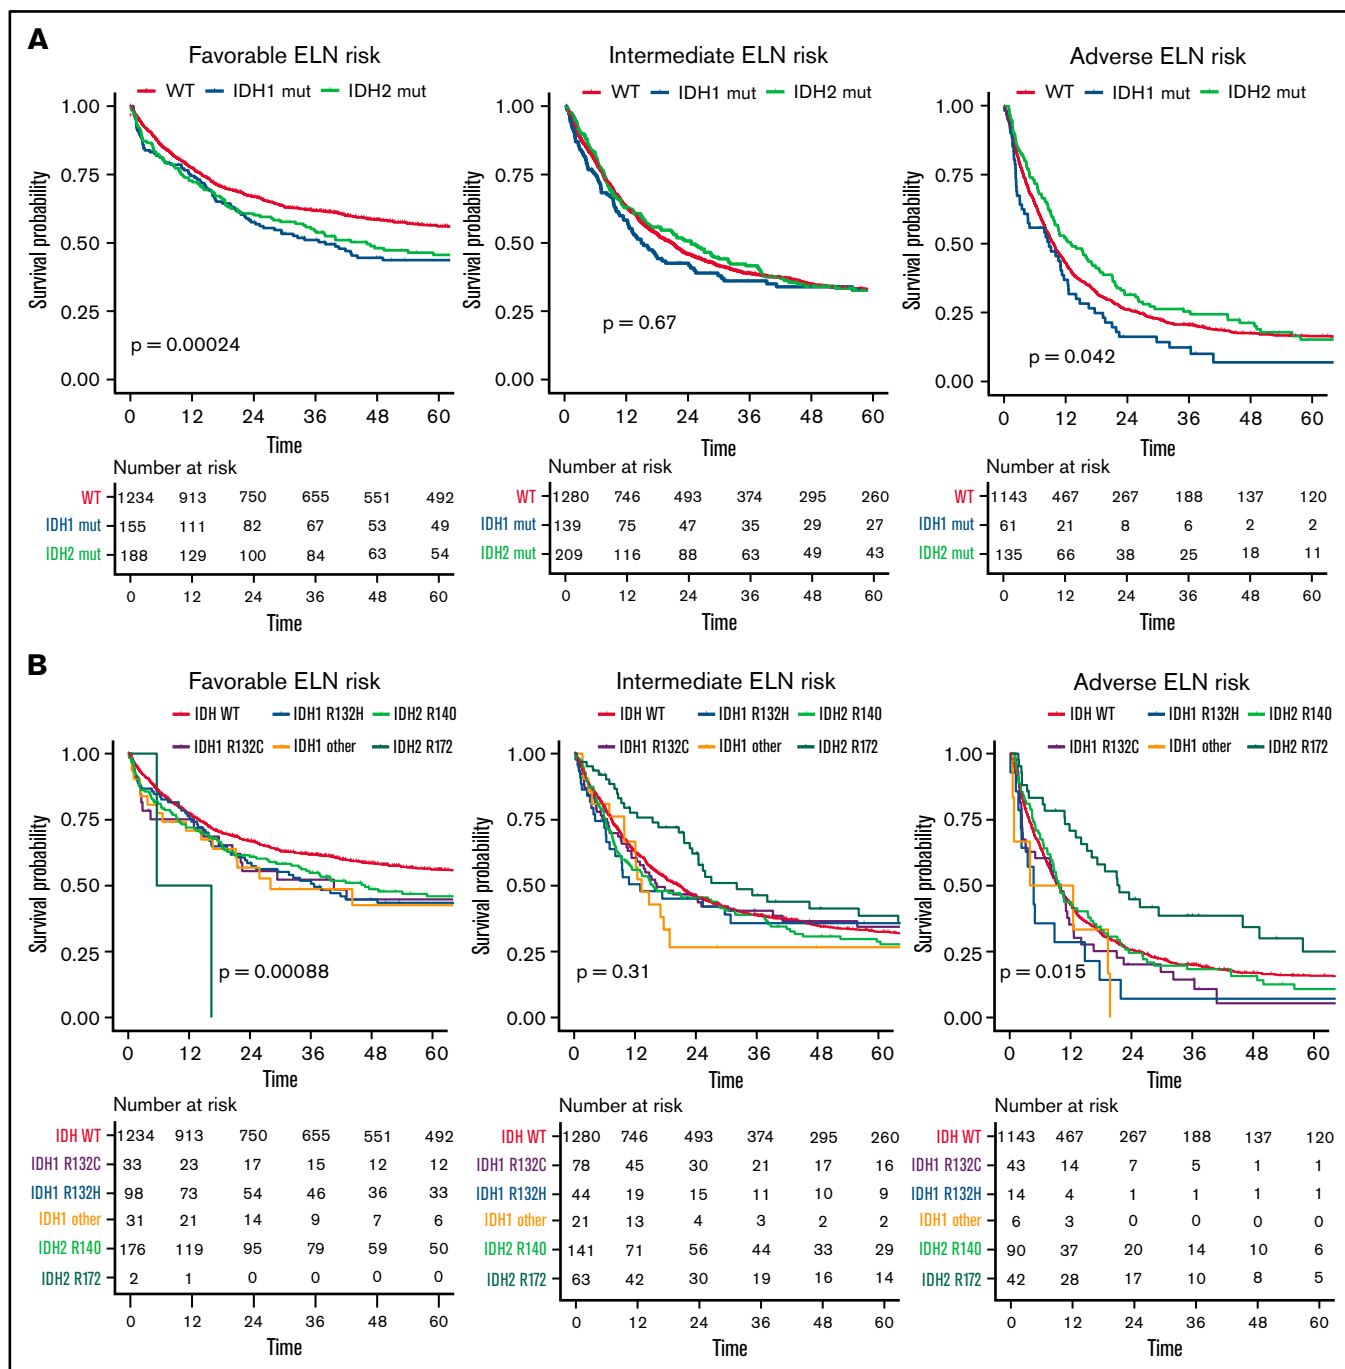 A
Favorable ELN risk
WT IDH1 mut IDH2 mut
Survival probability
1.00
0.75
0.50
0.25
0.00
p = 0.00024
0 12 24 36 48 60
Time
Number at risk
WT 1234 913 750 655 551 492
IDH1 mut 155 111 82 67 53 49
IDH2 mut 188 129 100 84 63 54
0 12 24 36 48 60
Time
Intermediate ELN risk
WT IDH1 mut IDH2 mut
Survival probability
1.00
0.75
0.50
0.25
0.00
p = 0.67
0 12 24 36 48 60
Time
Number at risk
WT 1280 746 493 374 295 260
IDH1 mut 139 75 47 35 29 27
IDH2 mut 209 116 88 63 49 43
0 12 24 36 48 60
Time
Adverse ELN risk
WT IDH1 mut IDH2 mut
Survival probability
1.00
0.75
0.50
0.25
0.00
p = 0.042
0 12 24 36 48 60
Time
Number at risk
WT 1143 467 267 188 137 120
IDH1 mut 61 21 8 6 2 2
IDH2 mut 135 66 38 25 18 11
0 12 24 36 48 60
Time
B
Favorable ELN risk
IDH WT IDH1 R132H IDH2 R140
IDH1 R132C IDH1 other IDH2 R172
Survival probability
1.00
0.75
0.50
0.25
0.00
p = 0.00088
0 12 24 36 48 60
Time
Number at risk
IDH WT 1234 913 750 655 551 492
IDH1 R132C 33 23 17 15 12 12
IDH1 R132H 98 73 54 46 36 33
IDH1 other 31 21 14 9 7 6
IDH2 R140 176 119 95 79 59 50
IDH2 R172 2 1 0 0 0 0
0 12 24 36 48 60
Time
Intermediate ELN risk
IDH WT IDH1 R132H IDH2 R140
IDH1 R132C IDH1 other IDH2 R172
Survival probability
1.00
0.75
0.50
0.25
0.00
p = 0.31
0 12 24 36 48 60
Time
Number at risk
IDH WT 1280 746 493 374 295 260
IDH1 R132C 78 45 30 21 17 16
IDH1 R132H 44 19 15 11 10 9
IDH1 other 21 13 4 3 2 2
IDH2 R140 141 71 56 44 33 29
IDH2 R172 63 42 30 19 16 14
0 12 24 36 48 60
Time
Adverse ELN risk
IDH WT IDH1 R132H IDH2 R140
IDH1 R132C IDH1 other IDH2 R172
Survival probability
1.00
0.75
0.50
0.25
0.00
p = 0.015
0 12 24 36 48 60
Time
Number at risk
IDH WT 1143 467 267 188 137 120
IDH1 R132C 43 14 7 5 1 1
IDH1 R132H 14 4 1 1 1 1
IDH1 other 6 3 0 0 0 0
IDH2 R140 90 37 20 14 10 6
IDH2 R172 42 28 17 10 8 5
0 12 24 36 48 60
Time